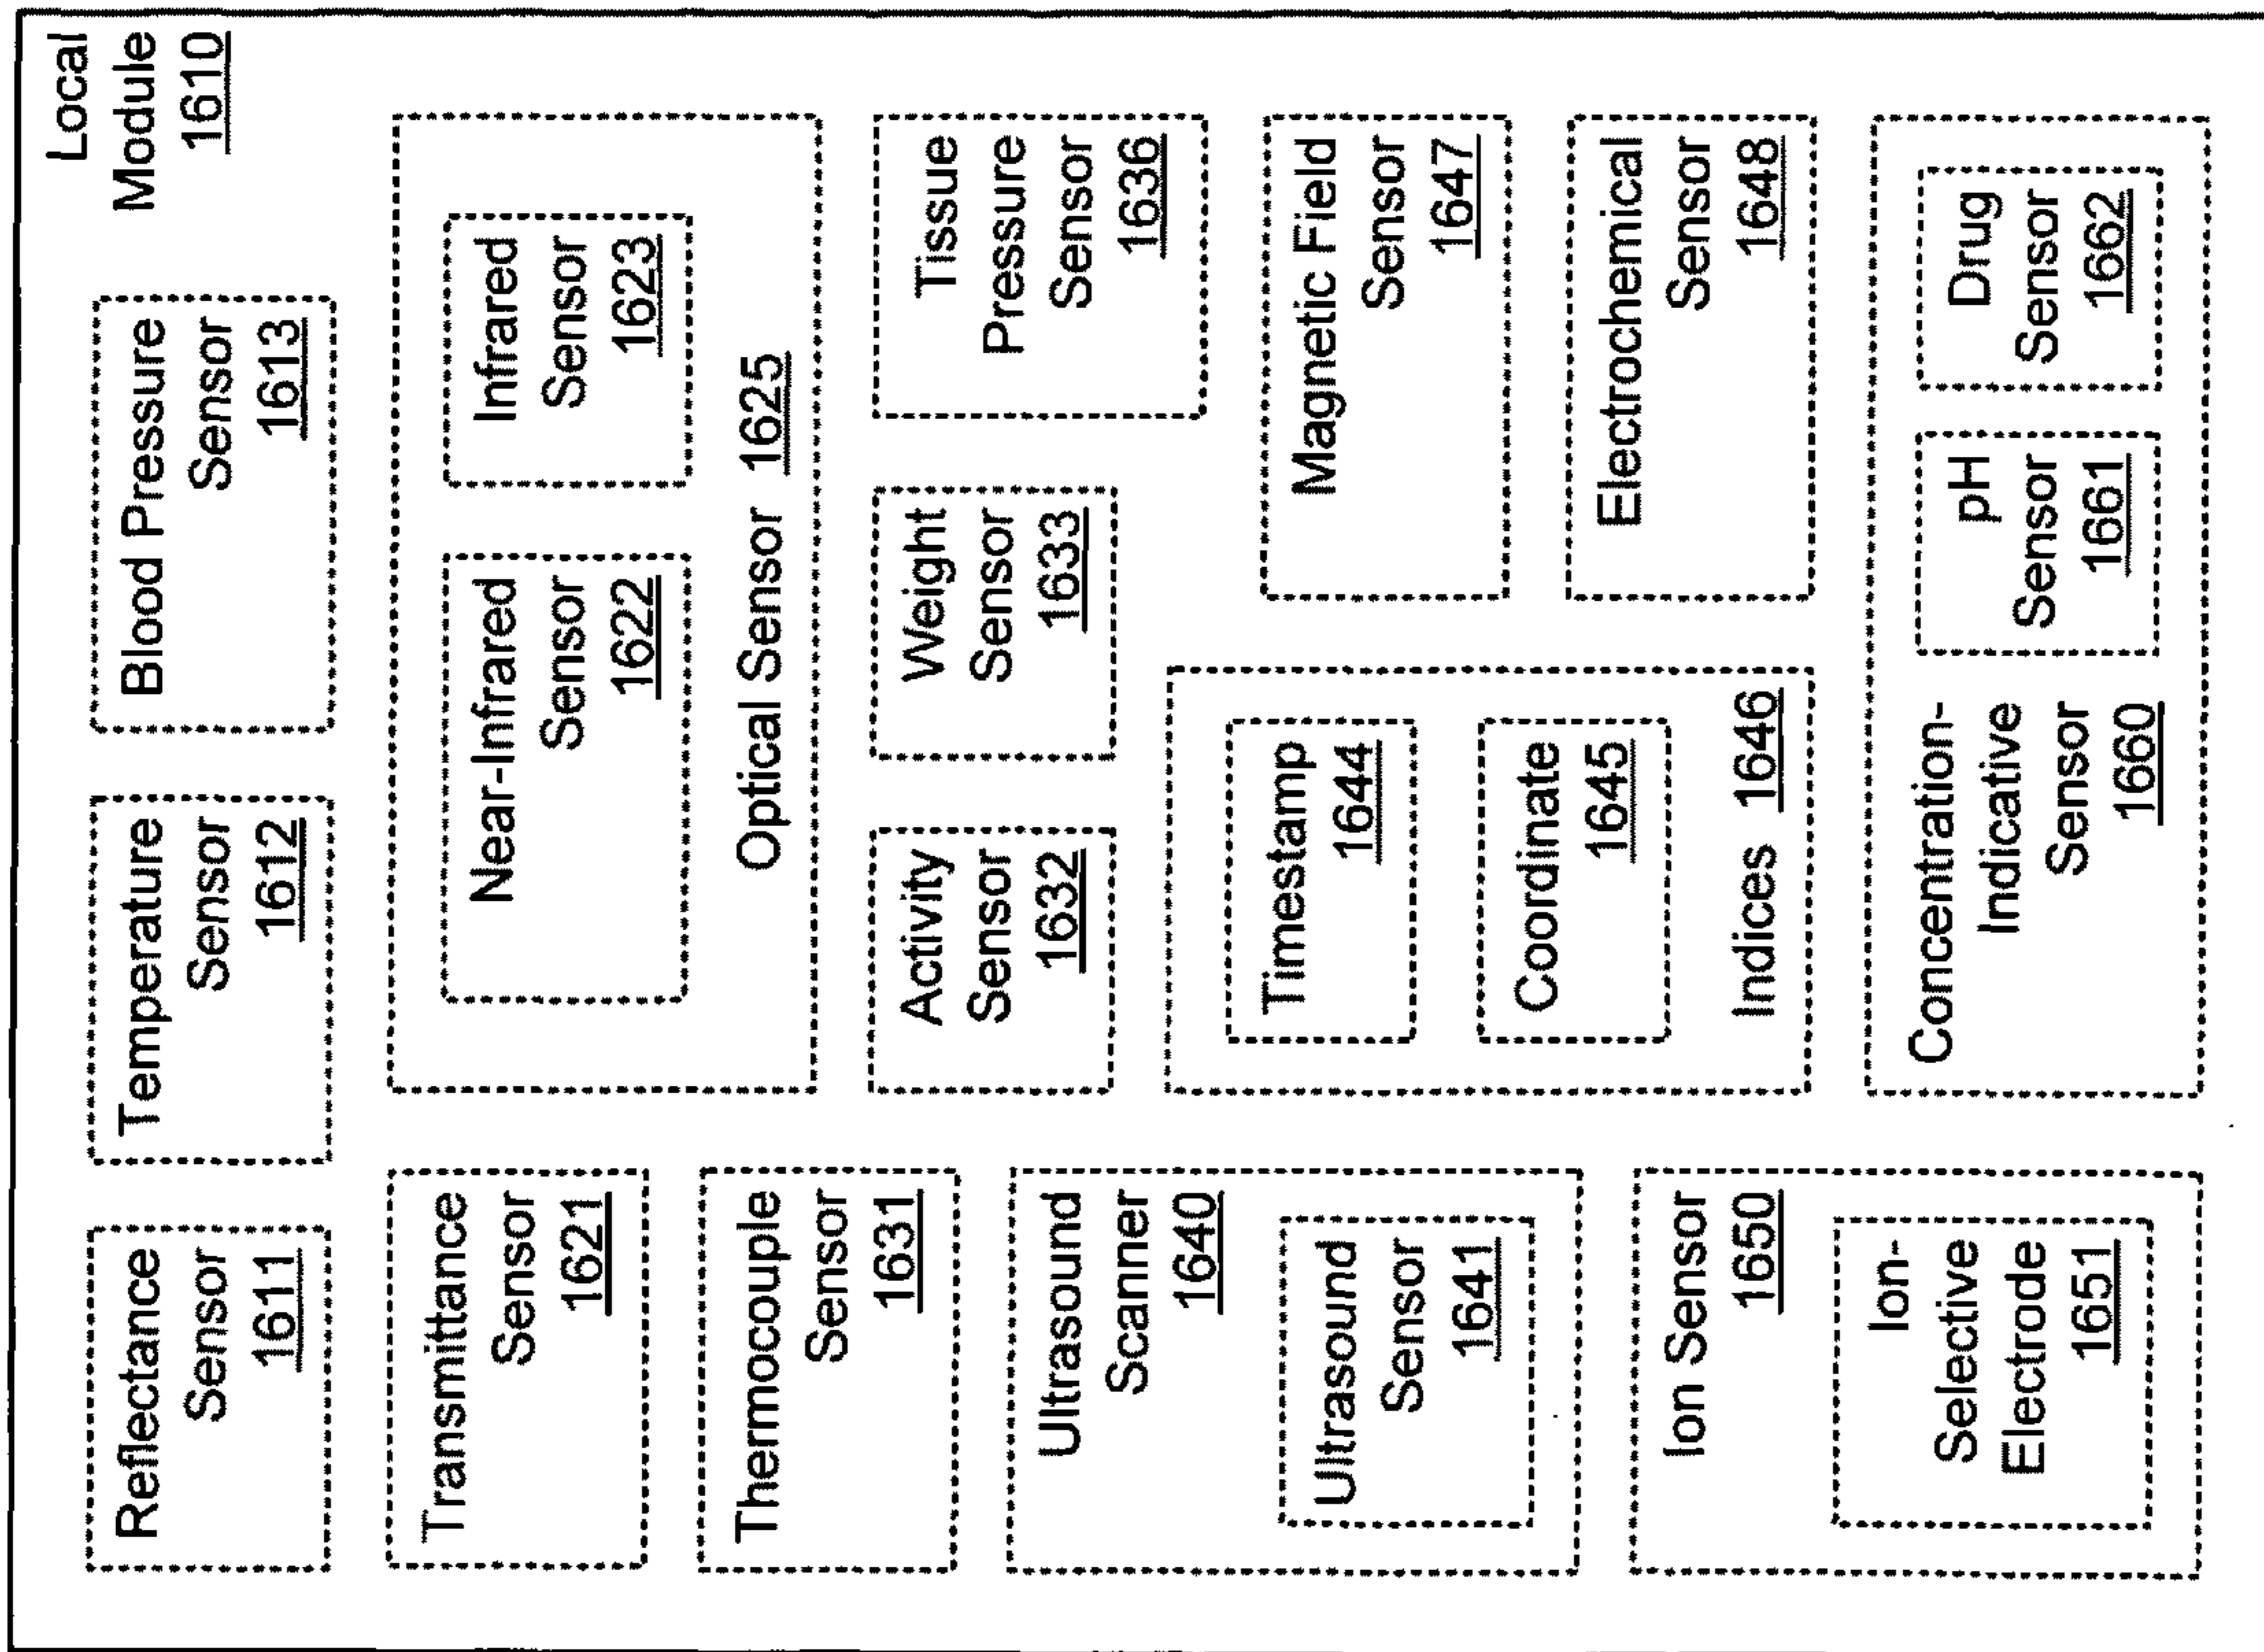 Local
Module
1610
Reflectance
Sensor
1611
Temperature
Sensor
1612
Blood Pressure
Sensor
1613
Transmittance
Sensor
1621
Near-Infrared
Sensor
1622
Infrared
Sensor
1623
Optical Sensor 1625
Thermocouple
Sensor
1631
Activity
Sensor
1632
Weight
Sensor
1633
Tissue
Pressure
Sensor
1636
Ultrasound
Scanner
1640
Ultrasound
Sensor
1641
Timestamp
1644
Coordinate
1645
Indices 1646
Magnetic Field
Sensor
1647
Electrochemical
Sensor
1648
Ion Sensor
1650
Ion-
Selective
Electrode
1651
Concentration-
Indicative
Sensor
1660
pH
Sensor
1661
Drug
Sensor
1662